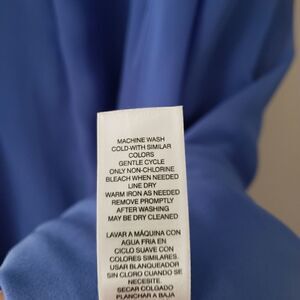 MACHINE WASH
COLD-WITH SIMILAR
COLORS
GENTLE CYCLE
ONLY NON-CHLORINE
BLEACH WHEN NEEDED
LINE DRY
WARM IRON AS NEEDED
REMOVE PROMPTLY
AFTER WASHING
MAY BE DRY CLEANED
LAVAR A MÁQUINA CON
AGUA FRIA EN
CICLO SUAVE CON
COLORES SIMILARES.
USAR BLANQUEADOR
SIN CLORO CUANDO SE
NECESITE.
SECAR COLGADO
PLANCHAR A BAJA